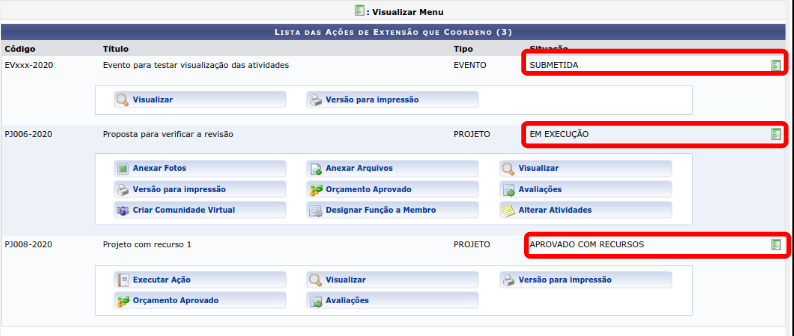 : Visualizar Menu
Lista das Ações de Extensão que Coordeno (3)
Código Título Tipo Situação
EVxxx-2020 Evento para testar visualização das atividades EVENTO SUBMETIDA
Visualizar Versão para impressão
PJ006-2020 Proposta para verificar a revisão PROJETO EM EXECUÇÃO
Anexar Fotos Anexar Arquivos Visualizar
Versão para impressão Orçamento Aprovado Avaliações
Criar Comunidade Virtual Designar Função a Membro Alterar Atividades
PJ008-2020 Projeto com recurso 1 PROJETO APROVADO COM RECURSOS
Executar Ação Visualizar Versão para impressão
Orçamento Aprovado Avaliações